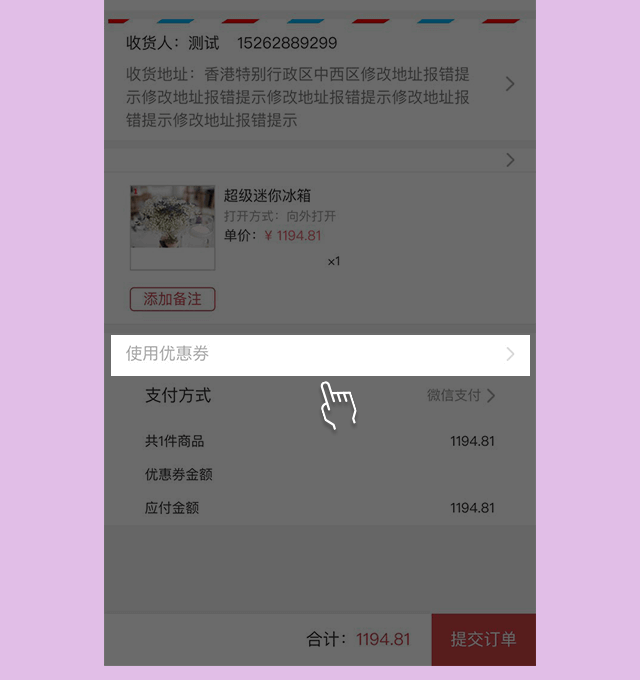 收货人：测试 15262889299
收货地址：香港特别行政区中西区修改地址报错提
示修改地址报错提示修改地址报错提示修改地址报
错提示修改地址报错提示
超级迷你冰箱
打开方式：向外打开
单价：¥ 1194.81
×1
添加备注
使用优惠券
支付方式 微信支付
共1件商品 1194.81
优惠券金额
应付金额 1194.81
合计：1194.81 提交订单